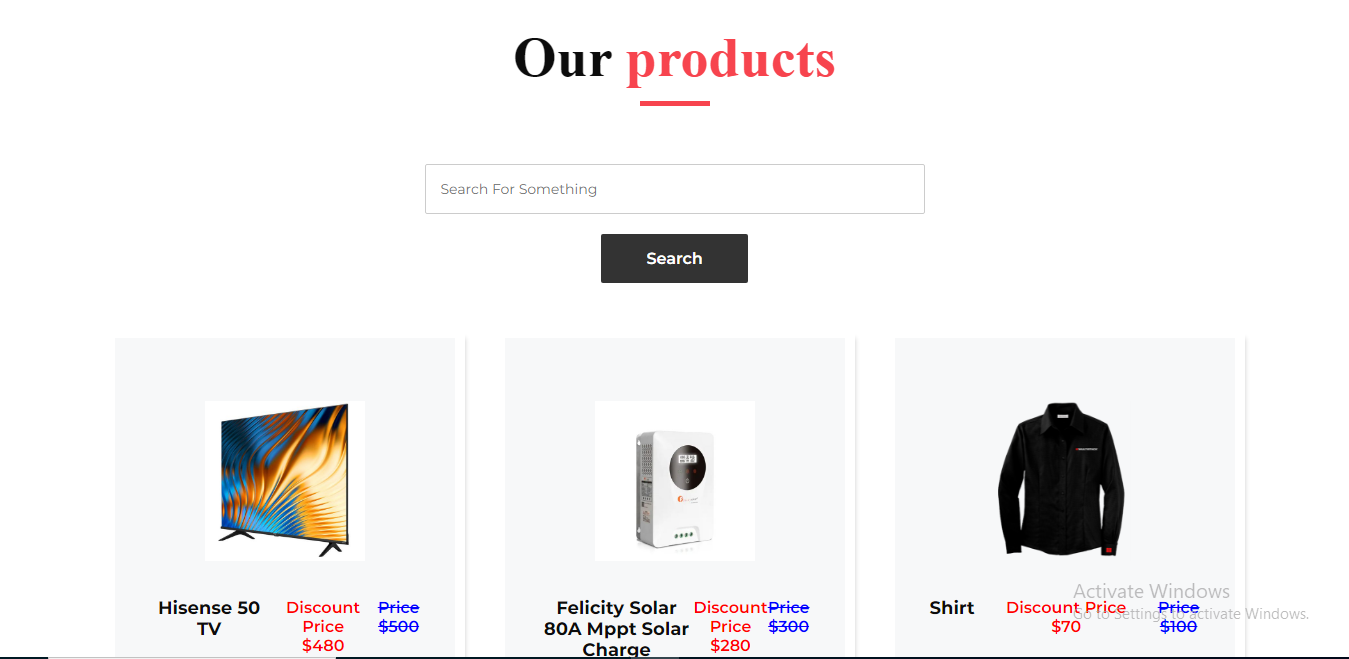 Our products
Search For Something
Search
Hisense 50
TV
Discount
Price
$480
Price
$500
Felicity Solar
80A Mppt Solar
Charge
Discount
Price
$280
Price
$300
Shirt
Discount Price
$70
Price
$100
Activate Windows
Go to Settings to activate Windows.